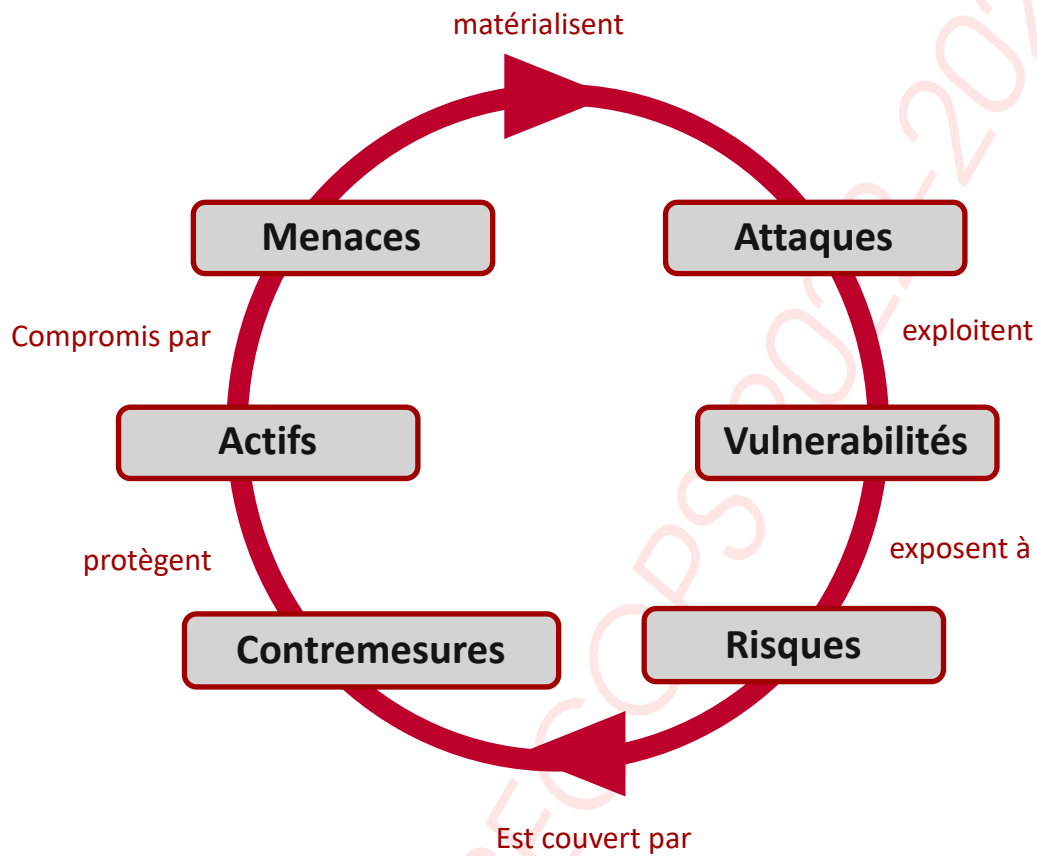 matérialisent
Menaces
Attaques
Compromis par
exploitent
Actifs
Vulnerabilités
protègent
exposent à
Contremesures
Risques
Est couvert par